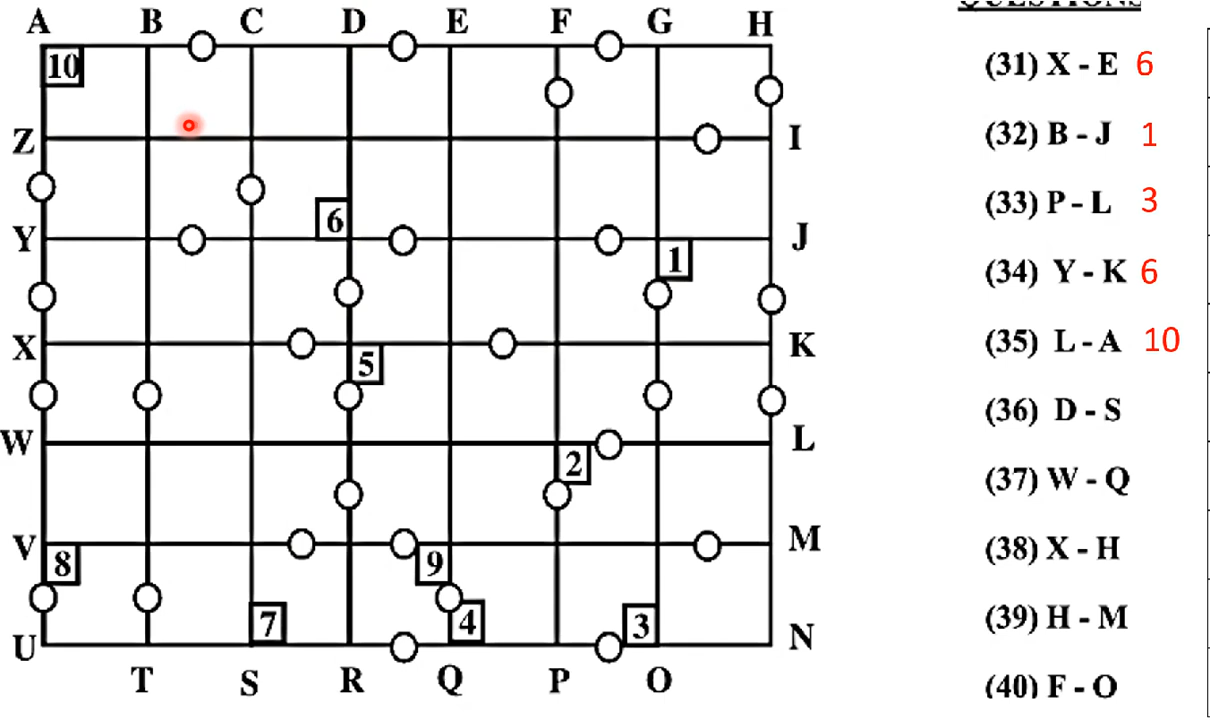 QUESTIONS
A B C D E F G H
10
Z I
6
Y J
1
X K
5
W L
2
V M
8 9
7 4 3
U N
T S R Q P O
(31) X - E 6
(32) B - J 1
(33) P - L 3
(34) Y - K 6
(35) L - A 10
(36) D - S
(37) W - Q
(38) X - H
(39) H - M
(40) F - O